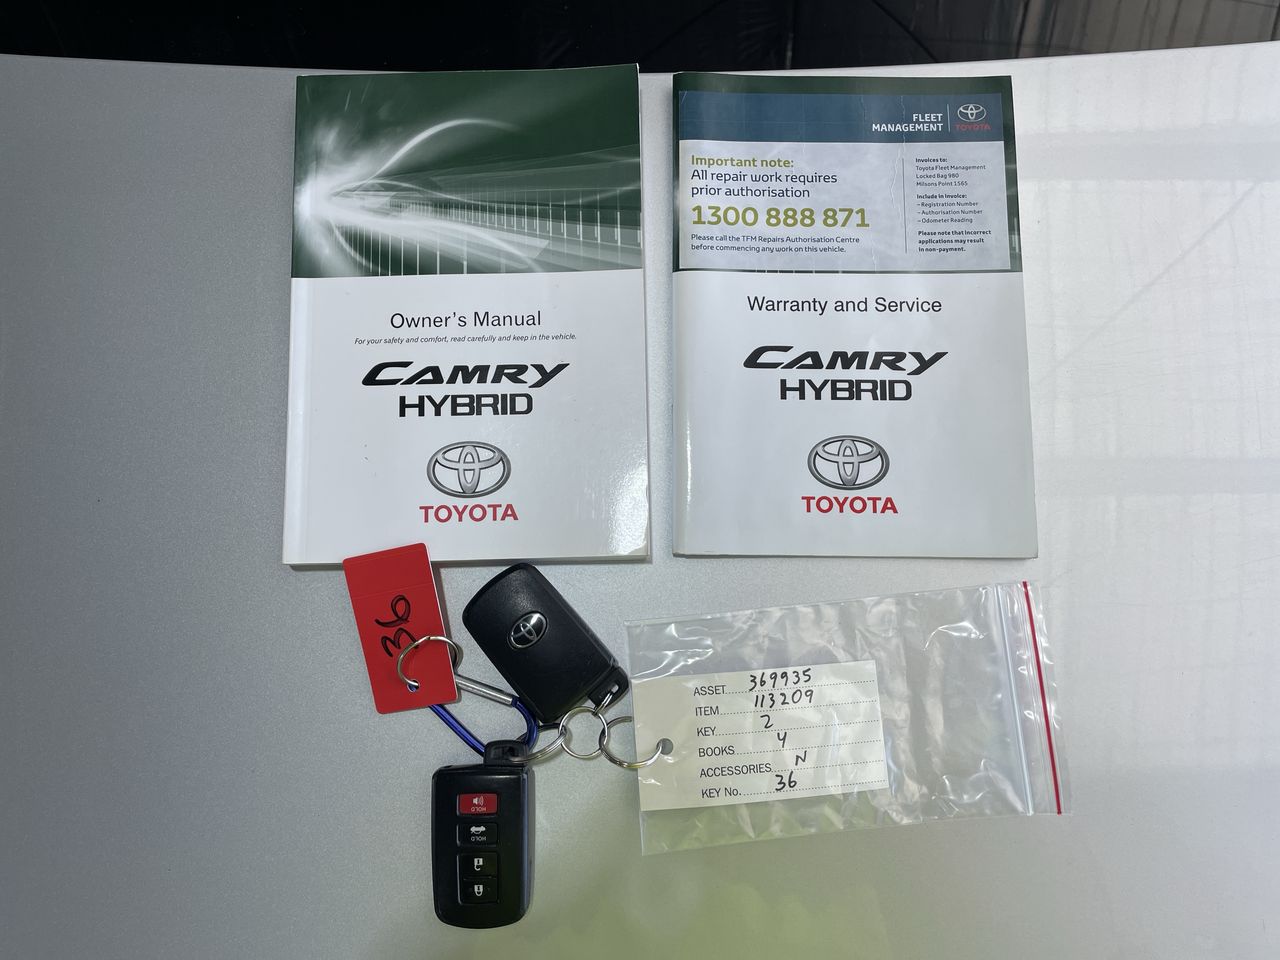 Owner's Manual
For your safety and comfort, read carefully and keep in the vehicle.
CAMRY
HYBRID
TOYOTA
FLEET
MANAGEMENT
TOYOTA
Important note:
All repair work requires
prior authorisation
1300 888 871
Please call the TFM Repairs Authorisation Centre
before commencing any work on this vehicle.
Invoices to:
Toyota Fleet Management
Locked Bag 980
Milsons Point 1565
Include in invoice:
– Registration Number
– Authorisation Number
– Odometer Reading
Please note that incorrect
applications may result
in non-payment.
Warranty and Service
CAMRY
HYBRID
TOYOTA
36
HOLD
HOLD
ASSET 369935
ITEM 113209
KEY 2
BOOKS 4
ACCESSORIES N
KEY No. 36